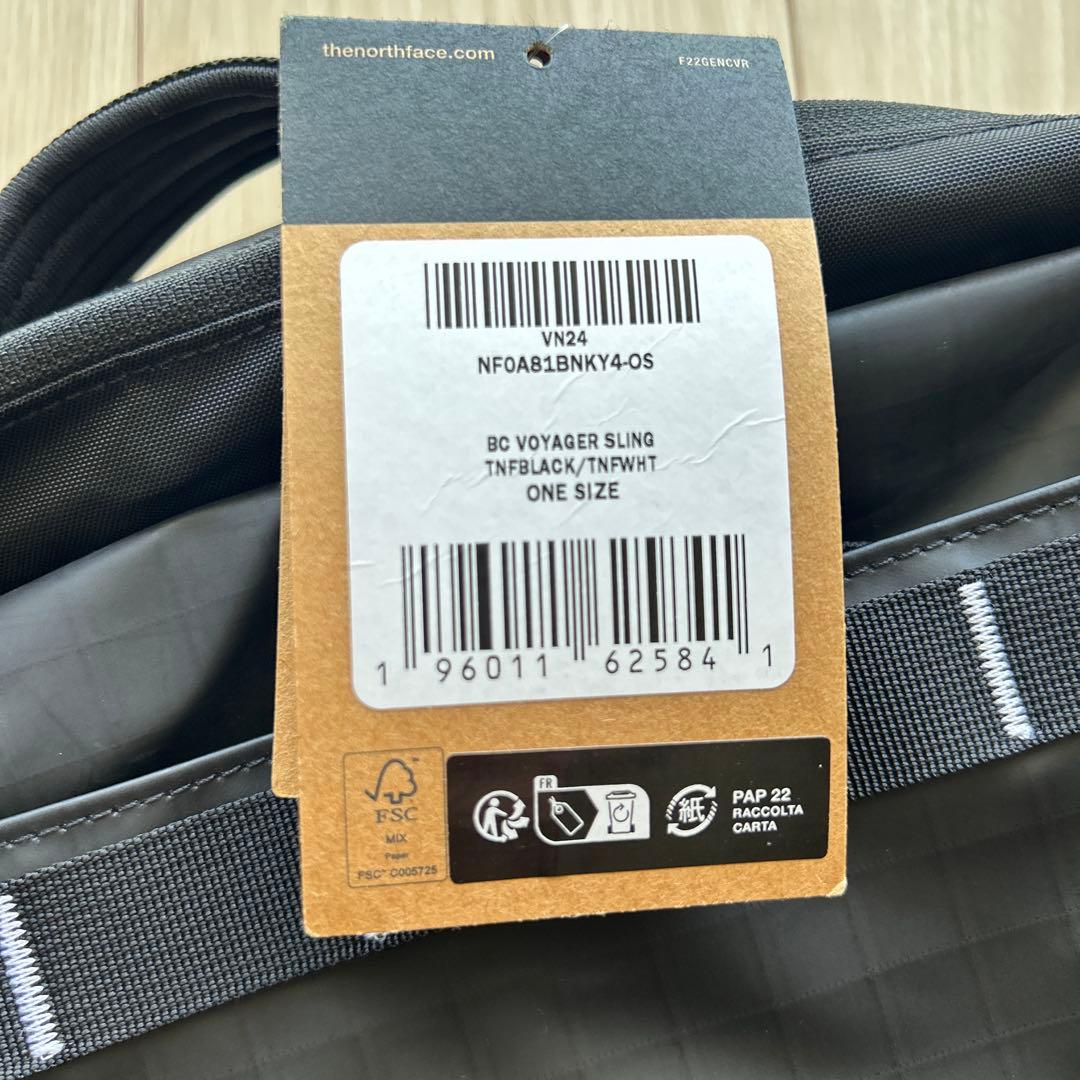 thenorthface.com
F22GENCVR
VN24
NF0A81BNKY4-OS
BC VOYAGER SLING
TNFBLACK/TNFWHT
ONE SIZE
1 96011 62584 1
FSC
MIX
Paper
FSC™ C005725
FR
紙
PAP 22
RACCOLTA
CARTA